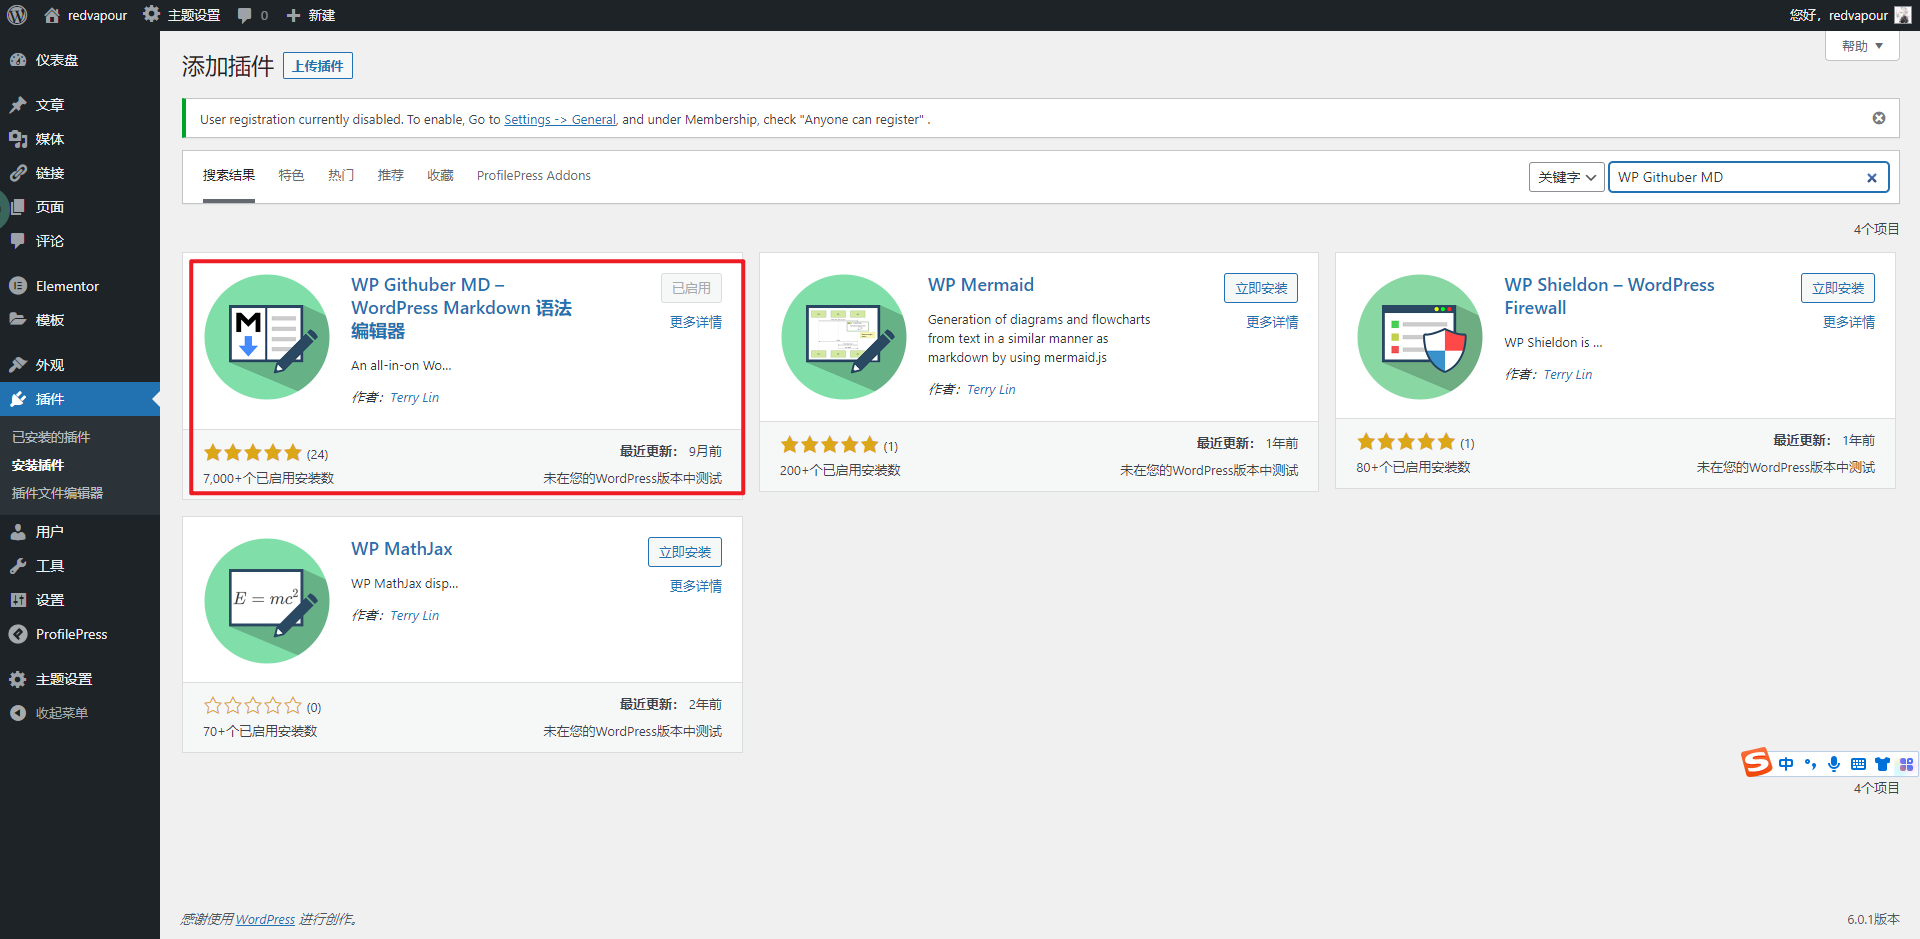 redvapour 主题设置 0 新建
您好，redvapour
仪表盘
文章
媒体
链接
页面
评论
Elementor
模板
外观
插件
已安装的插件
安装插件
插件文件编辑器
用户
工具
设置
ProfilePress
主题设置
收起菜单
添加插件 上传插件
帮助
User registration currently disabled. To enable, Go to Settings -> General, and under Membership, check "Anyone can register" .
搜索结果 特色 热门 推荐 收藏 ProfilePress Addons
关键字 WP Githuber MD
4个项目
M
WP Githuber MD –
WordPress Markdown 语法
编辑器
已启用
更多详情
An all-in-on Wo...
作者：Terry Lin
(24)
最近更新： 9月前
7,000+个已启用安装数
未在您的WordPress版本中测试
WP Mermaid
立即安装
更多详情
Generation of diagrams and flowcharts
from text in a similar manner as
markdown by using mermaid.js
作者：Terry Lin
(1)
最近更新： 1年前
200+个已启用安装数
未在您的WordPress版本中测试
WP Shieldon – WordPress
Firewall
立即安装
更多详情
WP Shieldon is ...
作者：Terry Lin
(1)
最近更新： 1年前
80+个已启用安装数
未在您的WordPress版本中测试
E = mc²
WP MathJax
立即安装
更多详情
WP MathJax disp...
作者：Terry Lin
(0)
最近更新： 2年前
70+个已启用安装数
未在您的WordPress版本中测试
S 中
4个项目
感谢使用 WordPress 进行创作。
6.0.1版本